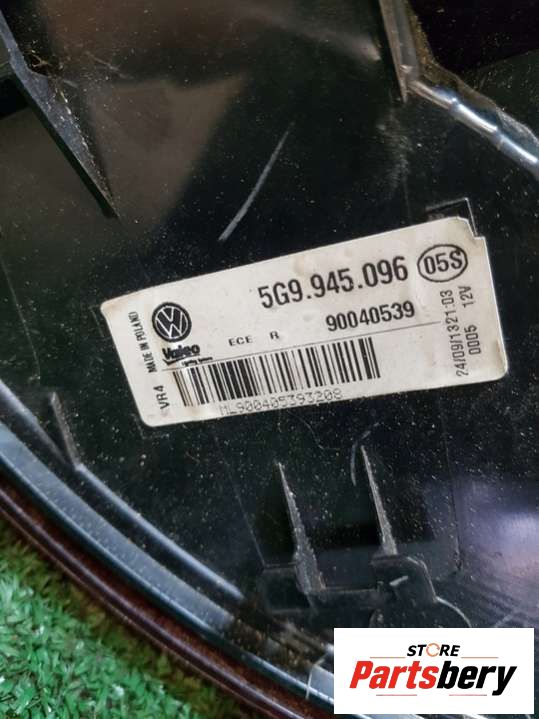 5G9.945.096 05S
VW MADE IN POLAND
Valeo ECE R 90040539
24/09/1321:03
0005 12V
VR4
ML900405393208
STORE
Partsbery